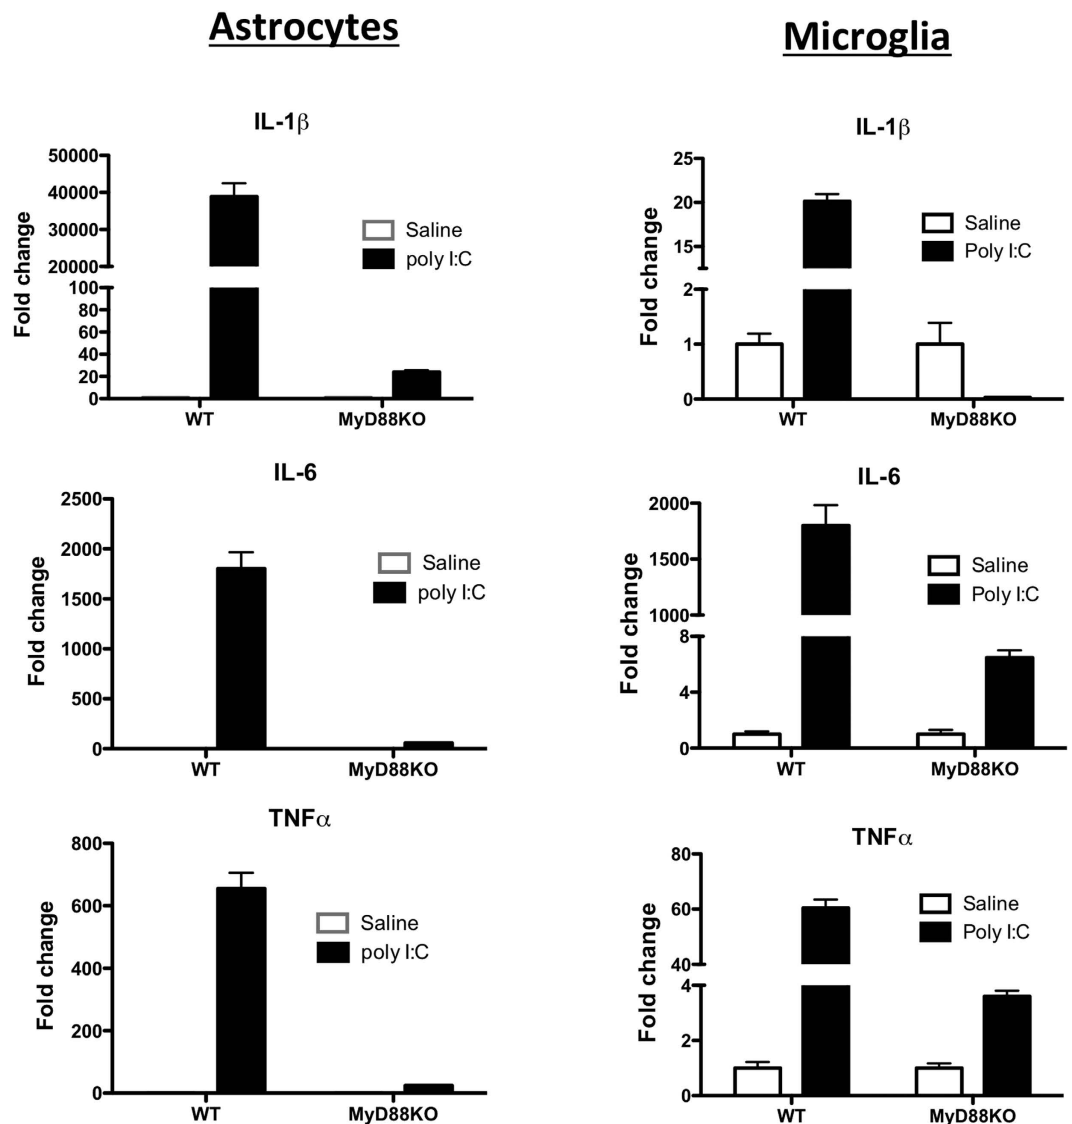 Astrocytes
Microglia
IL-1β
Fold change
50000
40000
30000
20000
100
80
60
40
20
0
Saline
poly I:C
WT
MyD88KO
IL-1β
Fold change
25
20
15
2
1
0
Saline
Poly I:C
WT
MyD88KO
IL-6
Fold change
2500
2000
1500
1000
500
0
Saline
poly I:C
WT
MyD88KO
IL-6
Fold change
2000
1500
1000
8
4
0
Saline
Poly I:C
WT
MyD88KO
TNFα
Fold change
800
600
400
200
0
Saline
poly I:C
WT
MyD88KO
TNFα
Fold change
80
60
40
4
2
0
Saline
Poly I:C
WT
MyD88KO